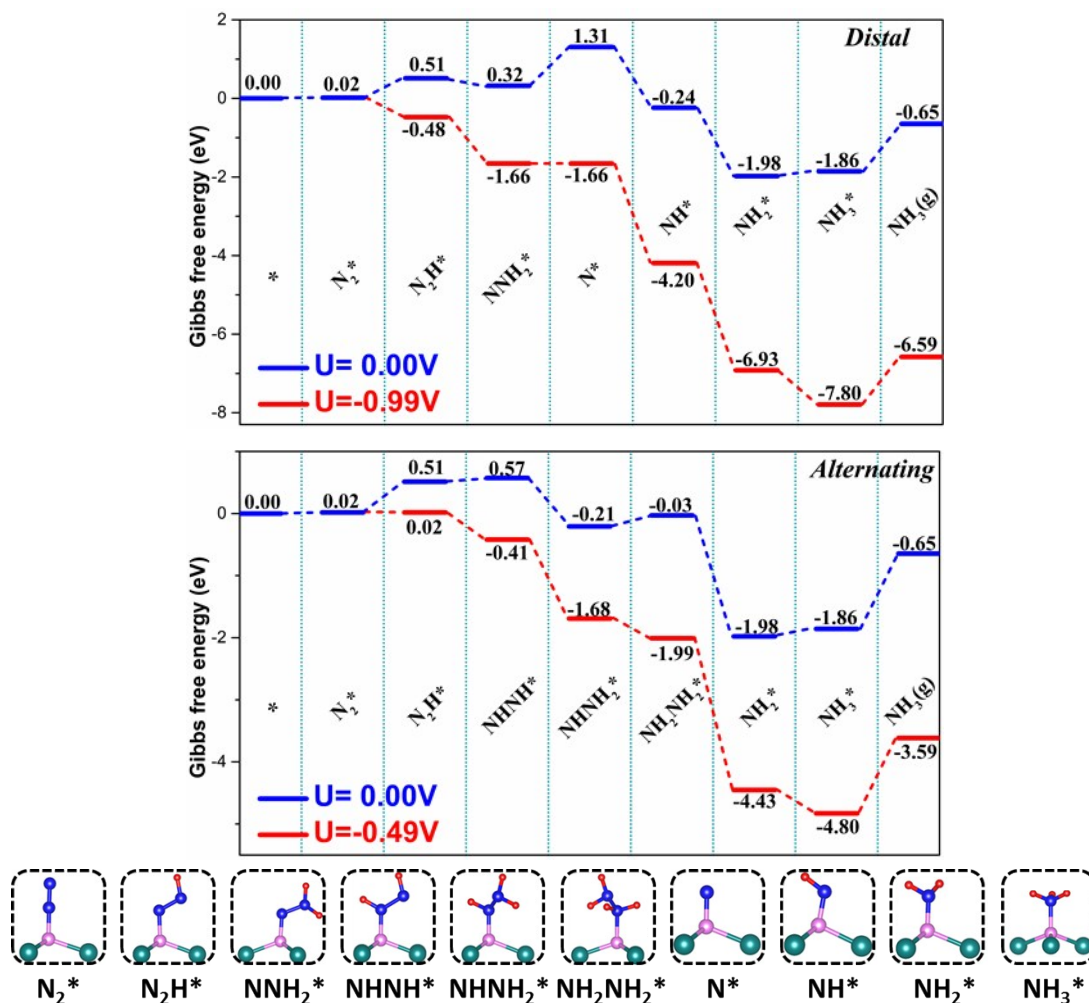 Distal
Gibbs free energy (eV)
2
0
-2
-4
-6
-8
0.00
0.02
0.51
0.32
1.31
-0.24
-1.98
-1.86
-0.65
-0.48
-1.66
-1.66
-4.20
-6.93
-7.80
-6.59
*
N₂*
N₂H*
NNH₂*
N*
NH*
NH₂*
NH₃*
NH₃(g)
U= 0.00V
U=-0.99V
Alternating
Gibbs free energy (eV)
0
-2
-4
0.00
0.02
0.51
0.57
-0.21
-0.03
-1.98
-1.86
-0.65
0.02
-0.41
-1.68
-1.99
-4.43
-4.80
-3.59
*
N₂*
N₂H*
NHNH*
NHNH₂*
NH₂NH₂*
NH₂*
NH₃*
NH₃(g)
U= 0.00V
U=-0.49V
N₂* N₂H* NNH₂* NHNH* NHNH₂* NH₂NH₂* N* NH* NH₂* NH₃*